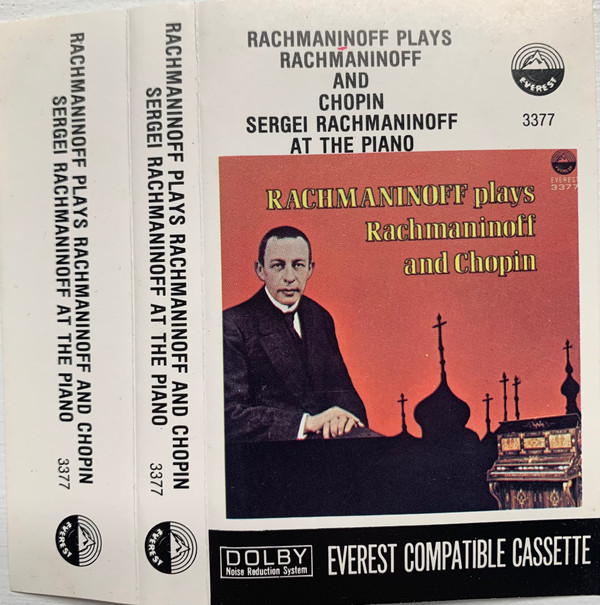 RACHMANINOFF PLAYS RACHMANINOFF AND CHOPIN
SERGEI RACHMANINOFF AT THE PIANO
3377
EVEREST
RACHMANINOFF PLAYS RACHMANINOFF AND CHOPIN
SERGEI RACHMANINOFF AT THE PIANO
3377
EVEREST
RACHMANINOFF PLAYS
RACHMANINOFF
AND
CHOPIN
SERGEI RACHMANINOFF
AT THE PIANO
EVEREST
3377
EVEREST
3377
RACHMANINOFF plays
Rachmaninoff
and Chopin
DOLBY
Noise Reduction System
EVEREST COMPATIBLE CASSETTE